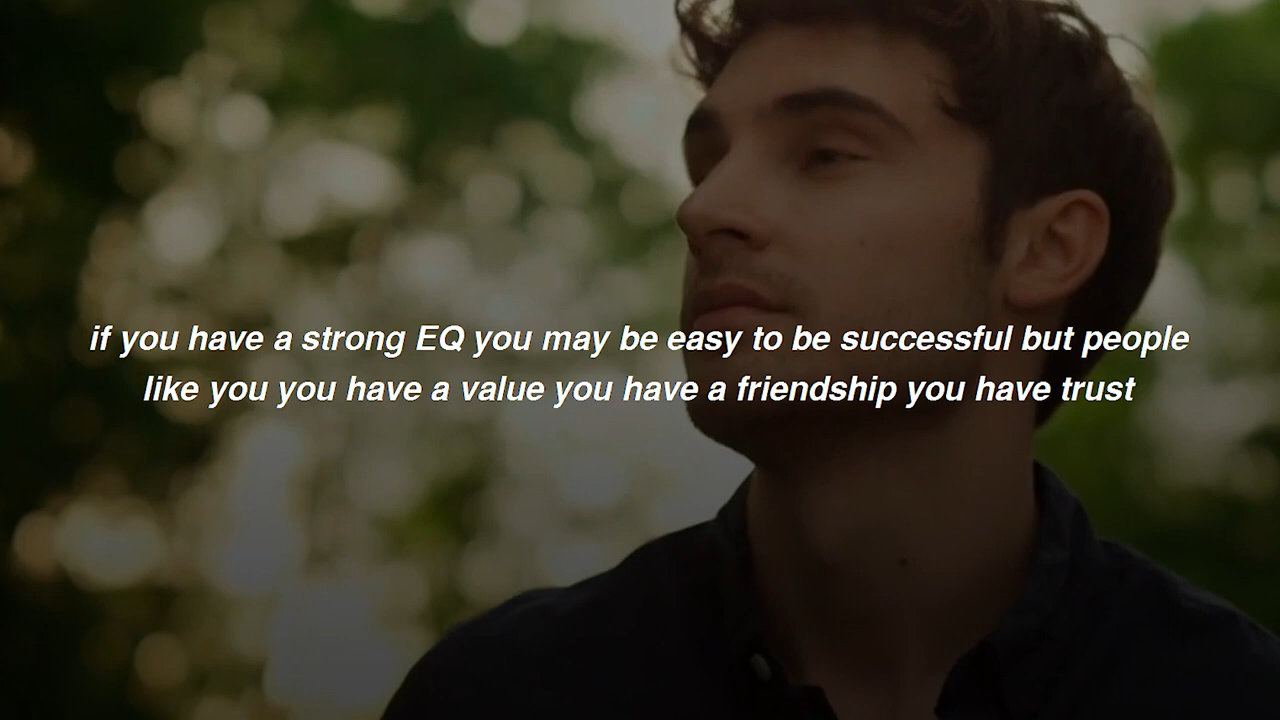 if you have a strong EQ you may be easy to be successful but people
like you you have a value you have a friendship you have trust